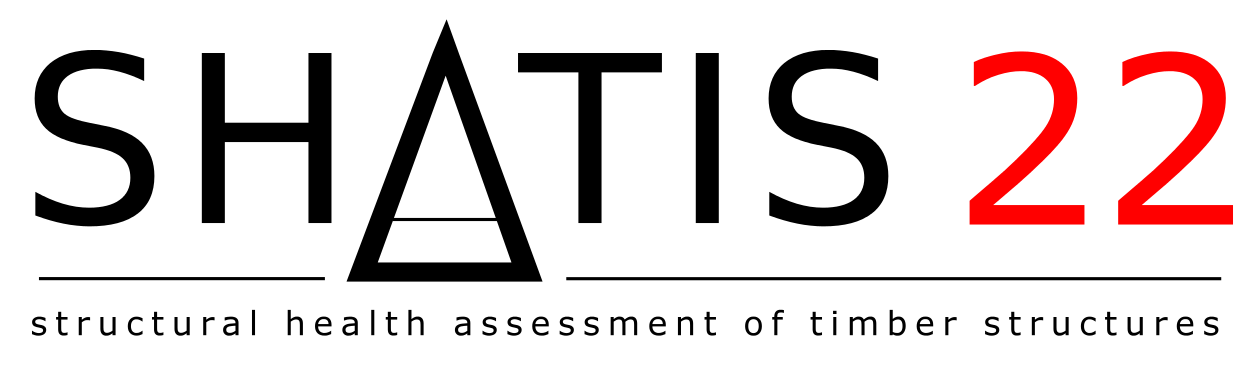 SHATIS 22
structural health assessment of timber structures